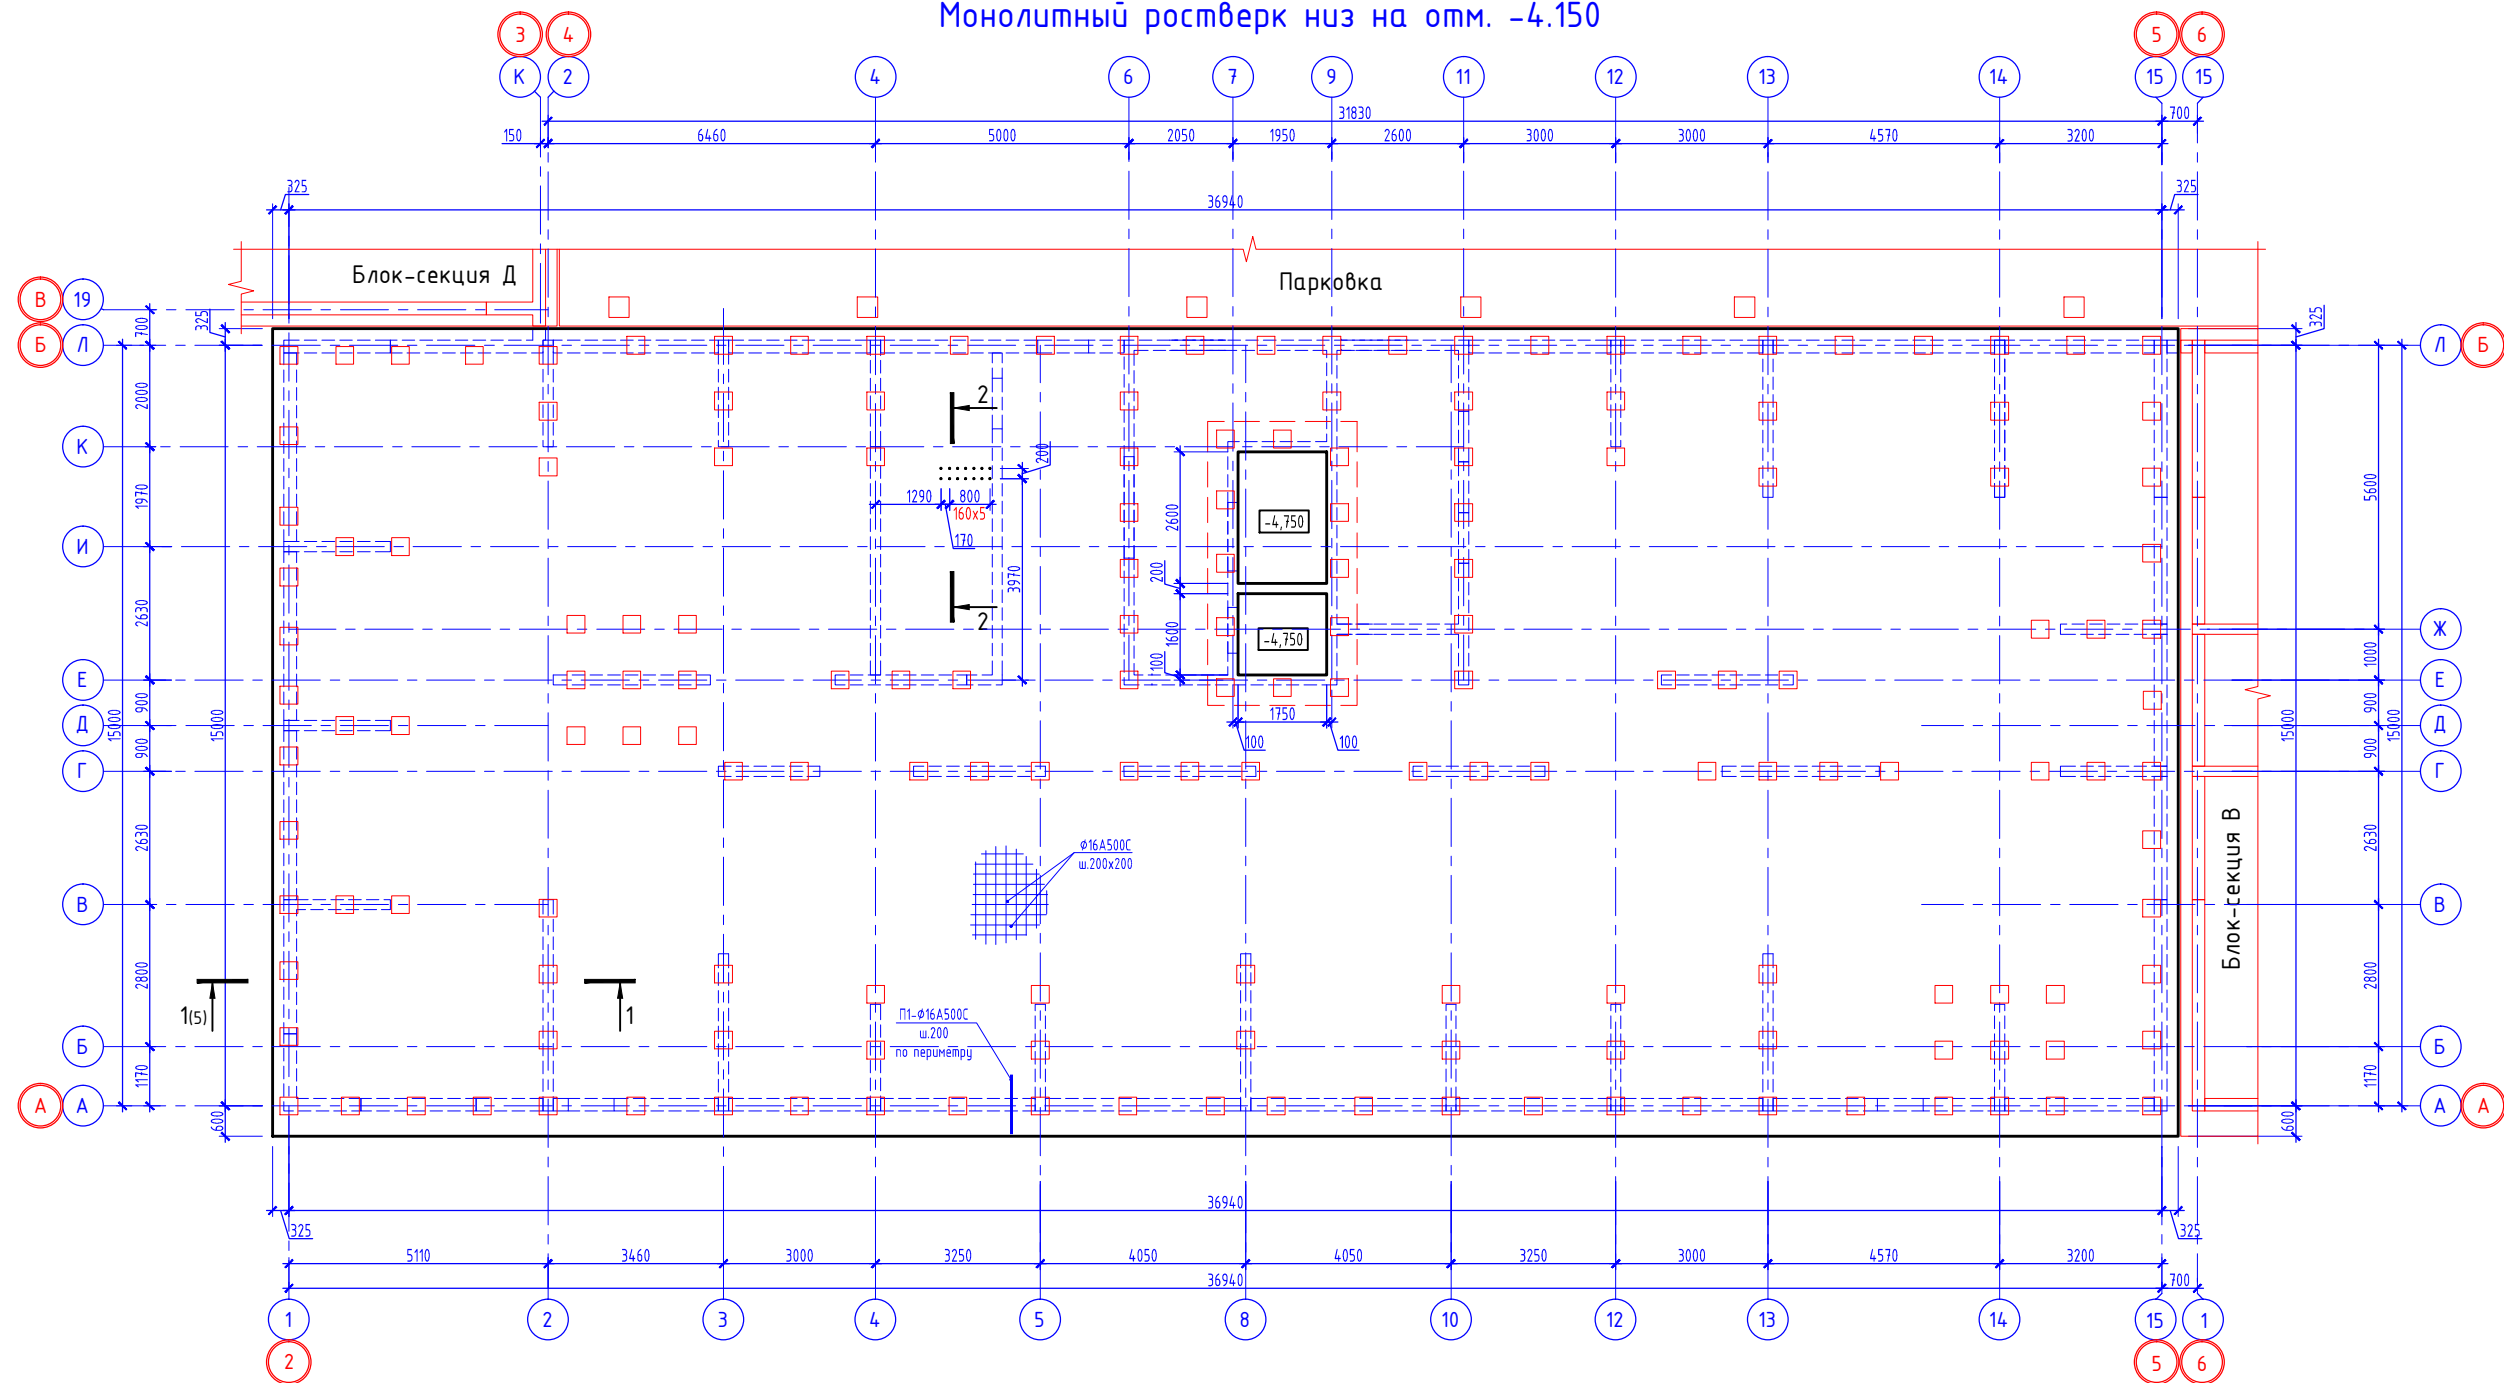 Монолитный ростверк низ на отм. -4.150
3 4 5 6
К 2 4 6 7 9 11 12 13 14 15 15
31830 700
150 6460 5000 2050 1950 2600 3000 3000 4570 3200
325 36940 325
Блок-секция Д
Парковка
В 19
Б Л
К
И
Е
Д
Г
В
Б
А А
700
2000
1970
2630
900
900
2630
2800
1170
15000
325
15000
600
2
2
200
1290 800
160х5
170
3970
2600
200
1600
100
-4,750
-4,750
1750
100 100
ϕ16А500С
ш.200х200
П1-ϕ16А500С
ш.200
по периметру
1(5)
1
Блок-секция В
325
5600
1000
900
900
2630
2800
1170
15000
15000
600
Л Б
Ж
Е
Д
Г
В
Б
А А
325 36940 325
5110 3460 3000 3250 4050 4050 3250 3000 4570 3200
36940 700
1 2 3 4 5 8 10 12 13 14 15 1
2 5 6